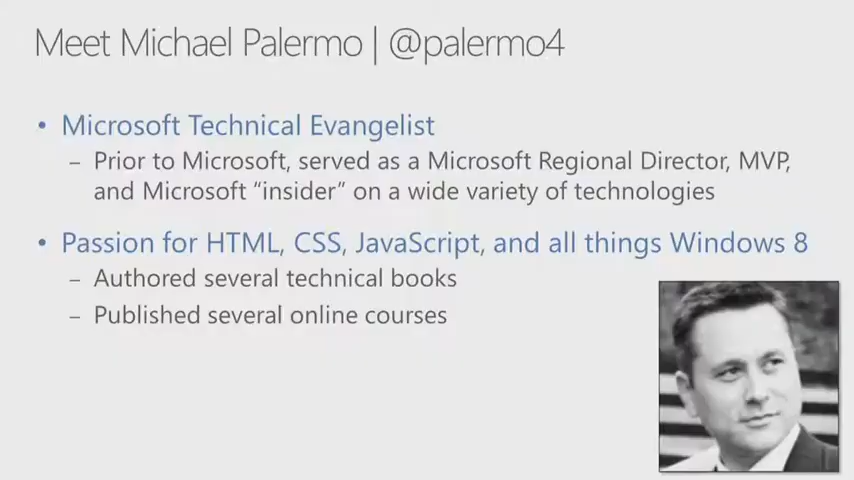 Meet Michael Palermo | @palermo4
• Microsoft Technical Evangelist
– Prior to Microsoft, served as a Microsoft Regional Director, MVP,
and Microsoft “insider” on a wide variety of technologies
• Passion for HTML, CSS, JavaScript, and all things Windows 8
– Authored several technical books
– Published several online courses